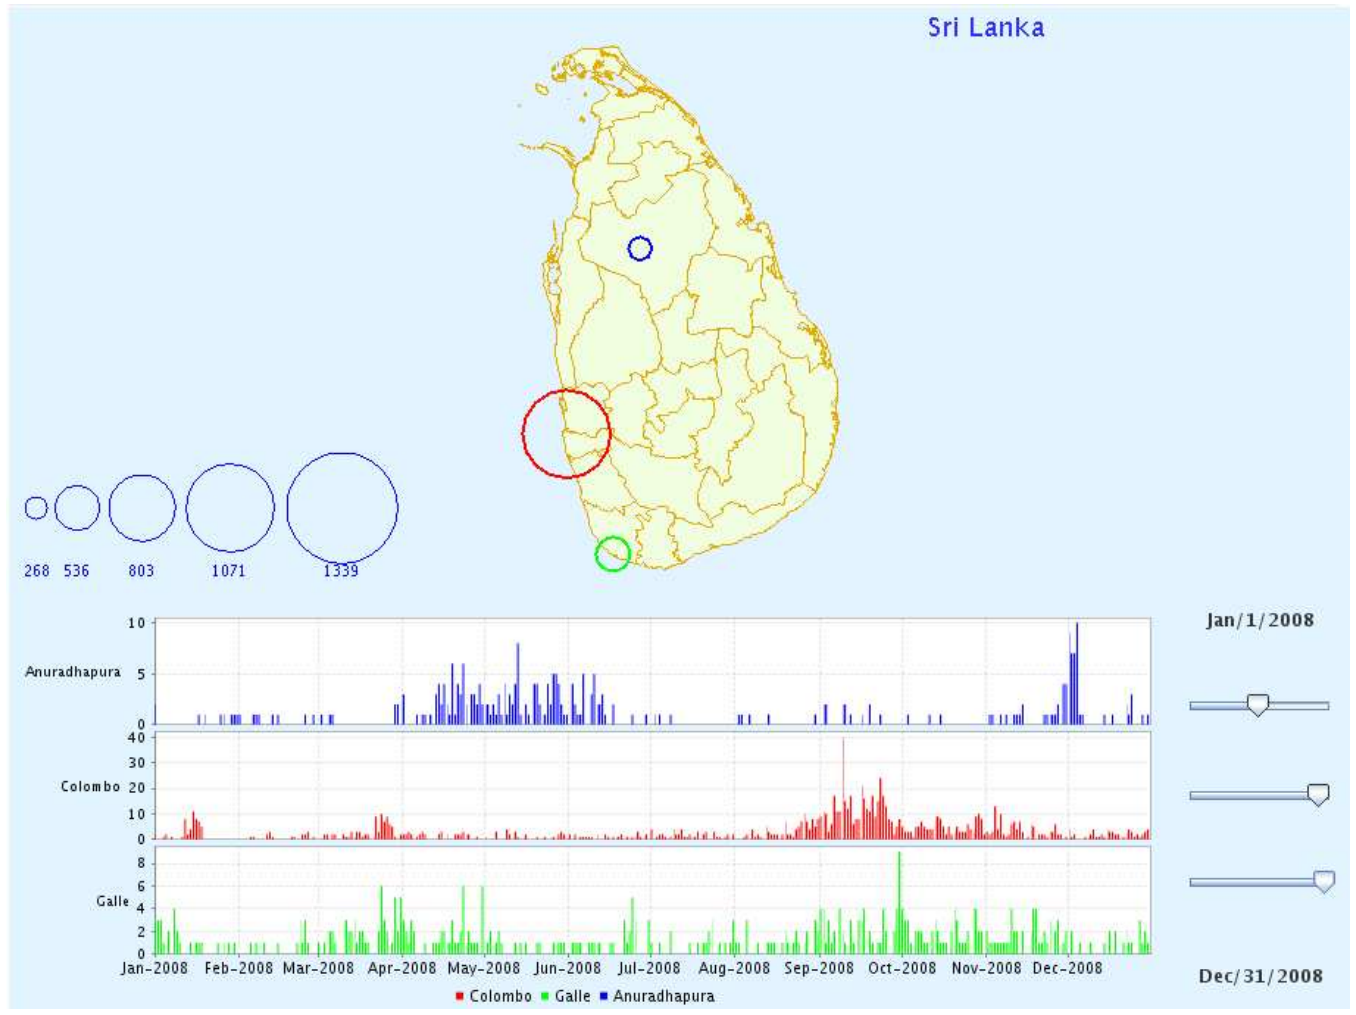 Sri Lanka
268 536 803 1071 1339
Jan/1/2008
10
Anuradhapura 5
0
40
30
Colombo 20
10
0
8
6
Galle 4
2
0
Jan-2008 Feb-2008 Mar-2008 Apr-2008 May-2008 Jun-2008 Jul-2008 Aug-2008 Sep-2008 Oct-2008 Nov-2008 Dec-2008
Dec/31/2008
Colombo Galle Anuradhapura